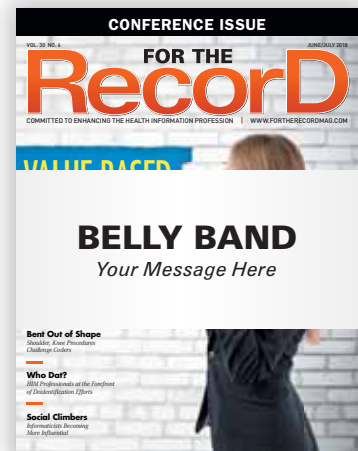 CONFERENCE ISSUE
VOL. 30 NO. 6
JUNE/JULY 2018
FOR THE
RecorD
COMMITTED TO ENHANCING THE HEALTH INFORMATION PROFESSION | WWW.FORTHERECORDMAG.COM
VALUE-BASED
BELLY BAND
Your Message Here
Bent Out of Shape
Shoulder, Knee Procedures
Challenge Coders
Who Dat?
HIM Professionals at the Forefront
of Deidentification Efforts
Social Climbers
Informaticists Becoming
More Influential